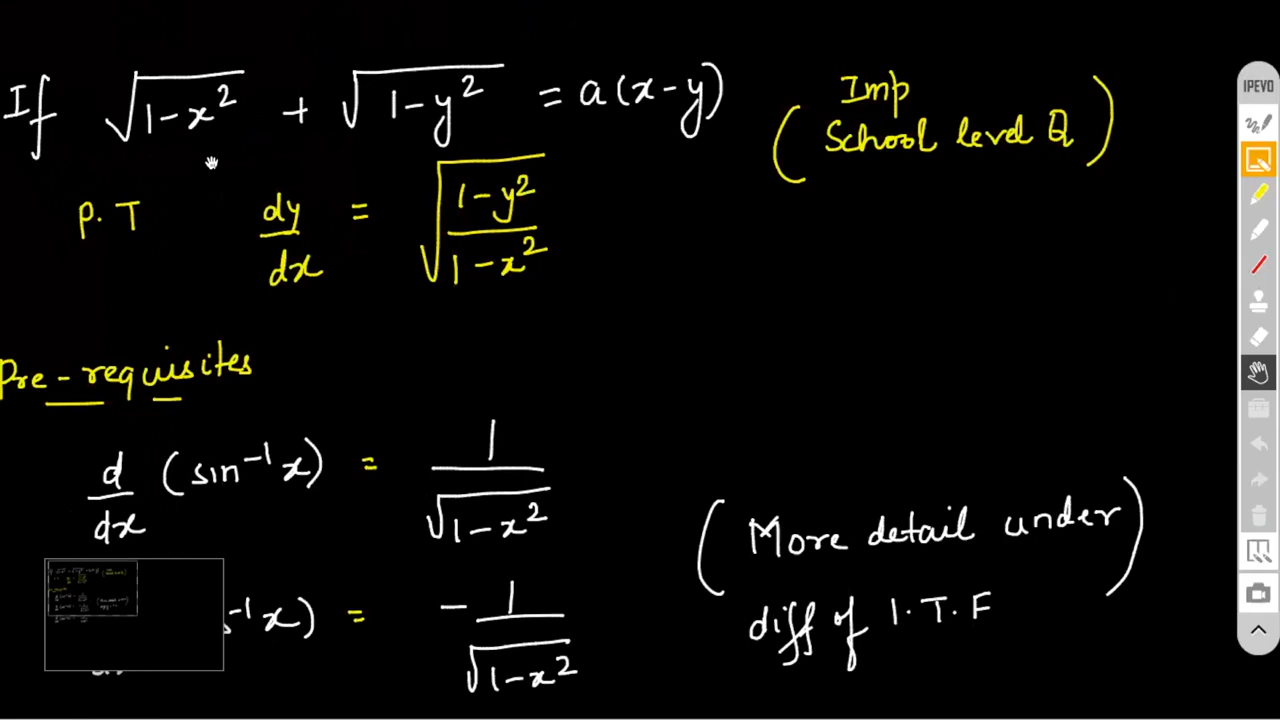 If √(1-x²) + √(1-y²) = a(x-y)
(Imp
School level Q)
P.T dy/dx = √((1-y²)/(1-x²))
Pre-requisites
d/dx (sin⁻¹x) = 1/√(1-x²)
(More detail under
diff of I.T.F)
s⁻¹x) = -1/√(1-x²)
IPEVO